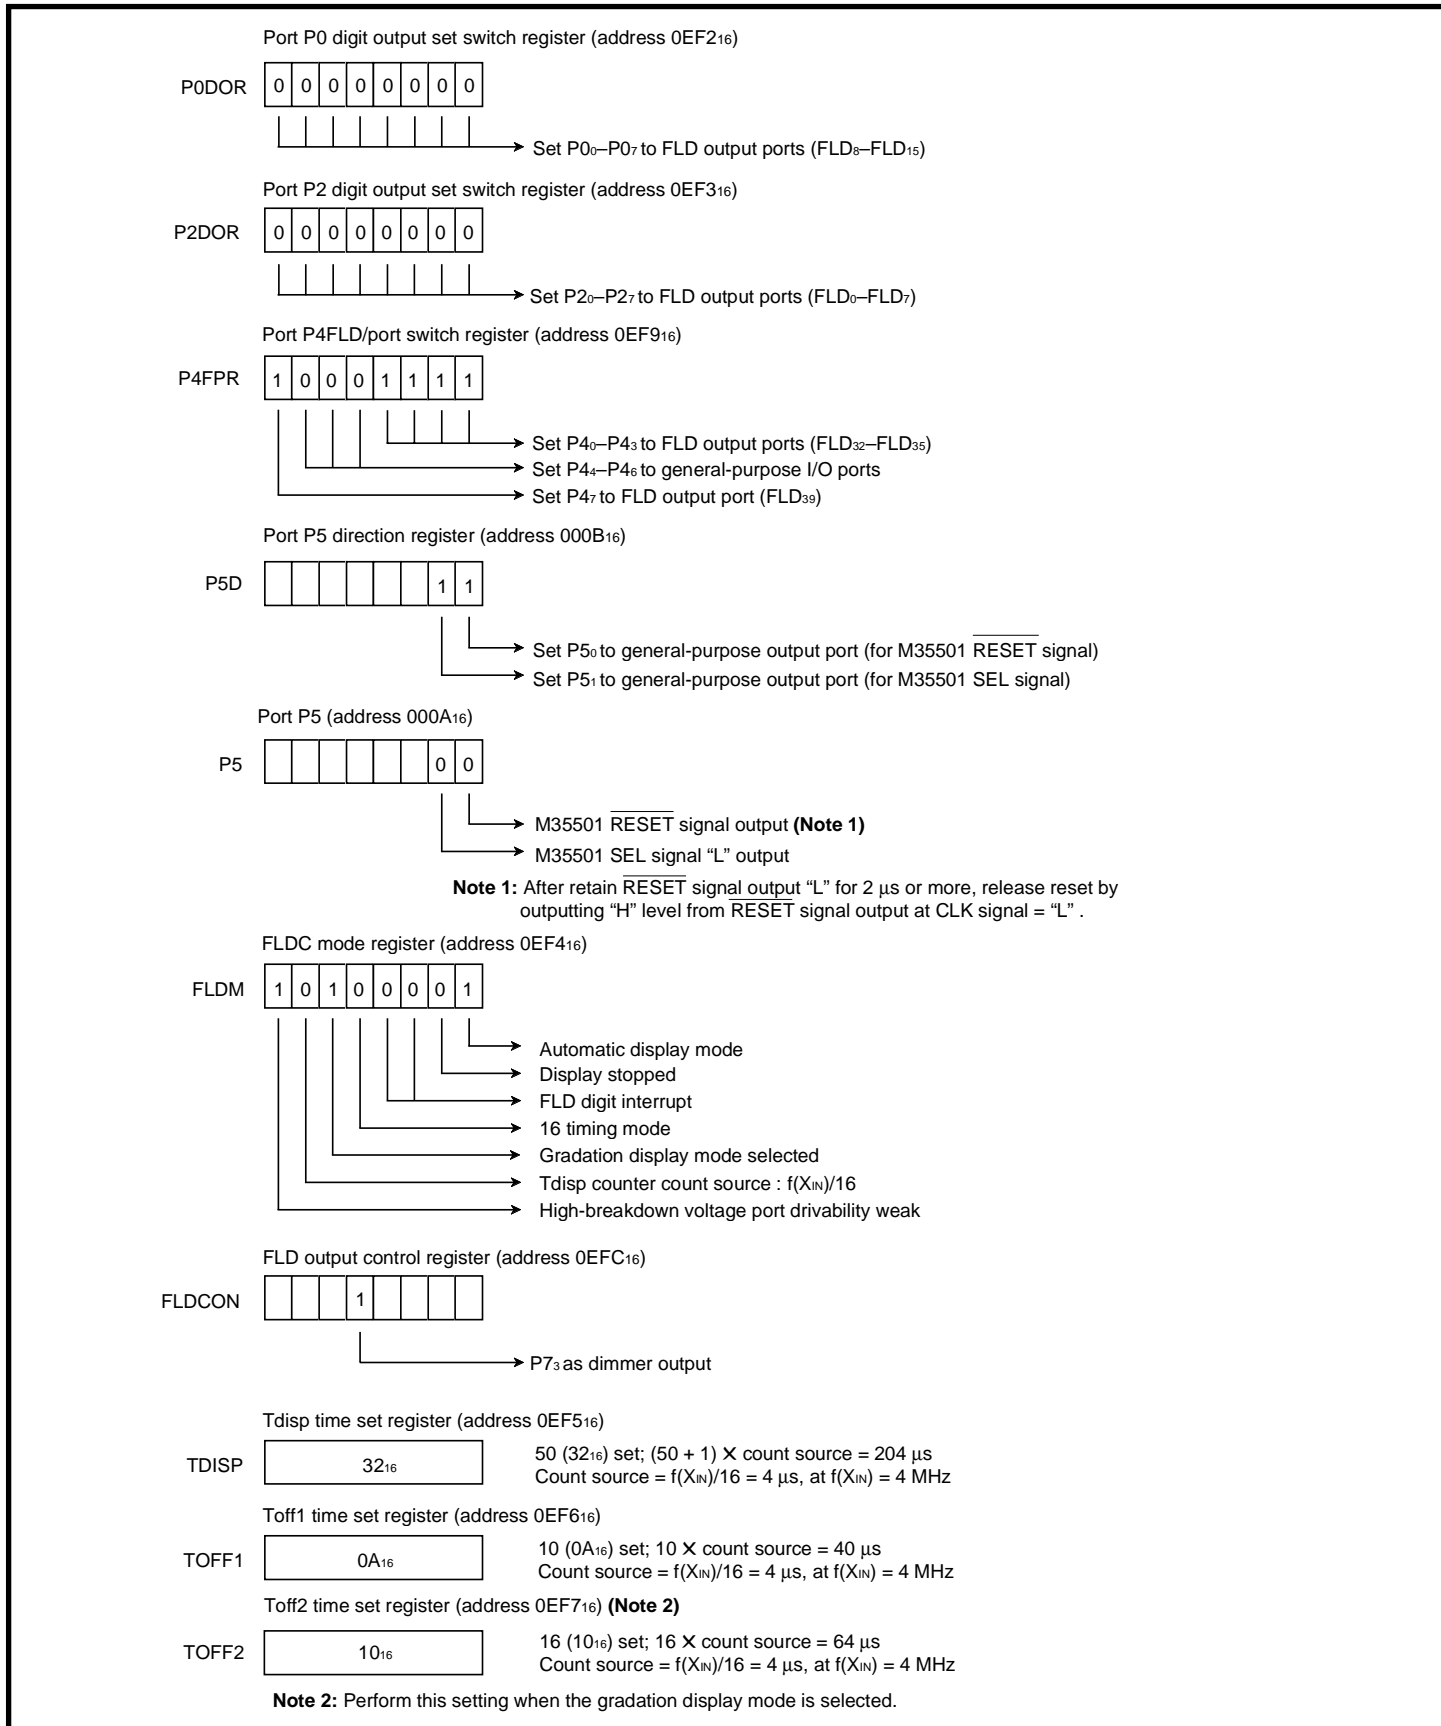 Port P0 digit output set switch register (address 0EF216)
P0DOR 0 0 0 0 0 0 0 0
Set P00–P07 to FLD output ports (FLD8–FLD15)
Port P2 digit output set switch register (address 0EF316)
P2DOR 0 0 0 0 0 0 0 0
Set P20–P27 to FLD output ports (FLD0–FLD7)
Port P4FLD/port switch register (address 0EF916)
P4FPR 1 0 0 0 1 1 1 1
Set P40–P43 to FLD output ports (FLD32–FLD35)
Set P44–P46 to general-purpose I/O ports
Set P47 to FLD output port (FLD39)
Port P5 direction register (address 000B16)
P5D 1 1
Set P50 to general-purpose output port (for M35501 RESET signal)
Set P51 to general-purpose output port (for M35501 SEL signal)
Port P5 (address 000A16)
P5 0 0
M35501 RESET signal output (Note 1)
M35501 SEL signal “L” output
Note 1: After retain RESET signal output “L” for 2 μs or more, release reset by
outputting “H” level from RESET signal output at CLK signal = “L” .
FLDC mode register (address 0EF416)
FLDM 1 0 1 0 0 0 0 1
Automatic display mode
Display stopped
FLD digit interrupt
16 timing mode
Gradation display mode selected
Tdisp counter count source : f(XIN)/16
High-breakdown voltage port drivability weak
FLD output control register (address 0EFC16)
FLDCON 1
P73 as dimmer output
Tdisp time set register (address 0EF516)
TDISP 3216 50 (3216) set; (50 + 1) ✕ count source = 204 μs
Count source = f(XIN)/16 = 4 μs, at f(XIN) = 4 MHz
Toff1 time set register (address 0EF616)
TOFF1 0A16 10 (0A16) set; 10 ✕ count source = 40 μs
Count source = f(XIN)/16 = 4 μs, at f(XIN) = 4 MHz
Toff2 time set register (address 0EF716) (Note 2)
TOFF2 1016 16 (1016) set; 16 ✕ count source = 64 μs
Count source = f(XIN)/16 = 4 μs, at f(XIN) = 4 MHz
Note 2: Perform this setting when the gradation display mode is selected.